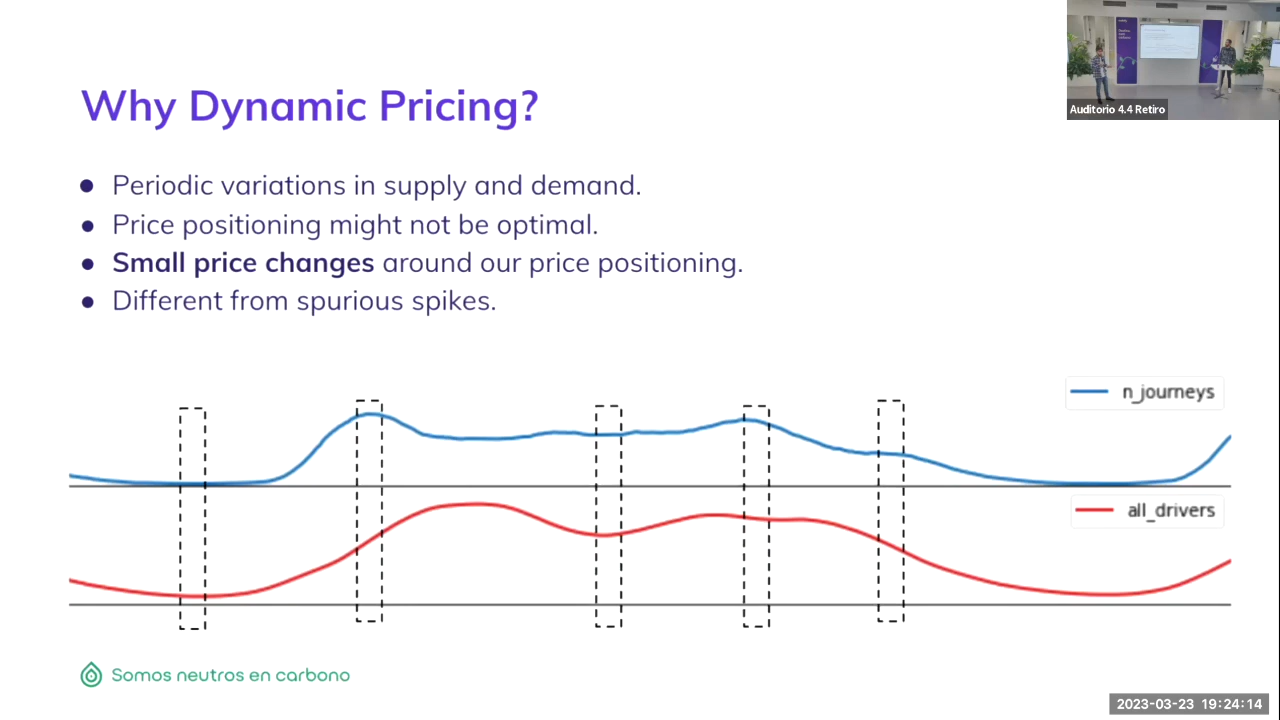 Why Dynamic Pricing?
Periodic variations in supply and demand.
Price positioning might not be optimal.
Small price changes around our price positioning.
Different from spurious spikes.
n_journeys
all_drivers
Somos neutros en carbono
Auditorio 4.4 Retiro
2023-03-23 19:24:14